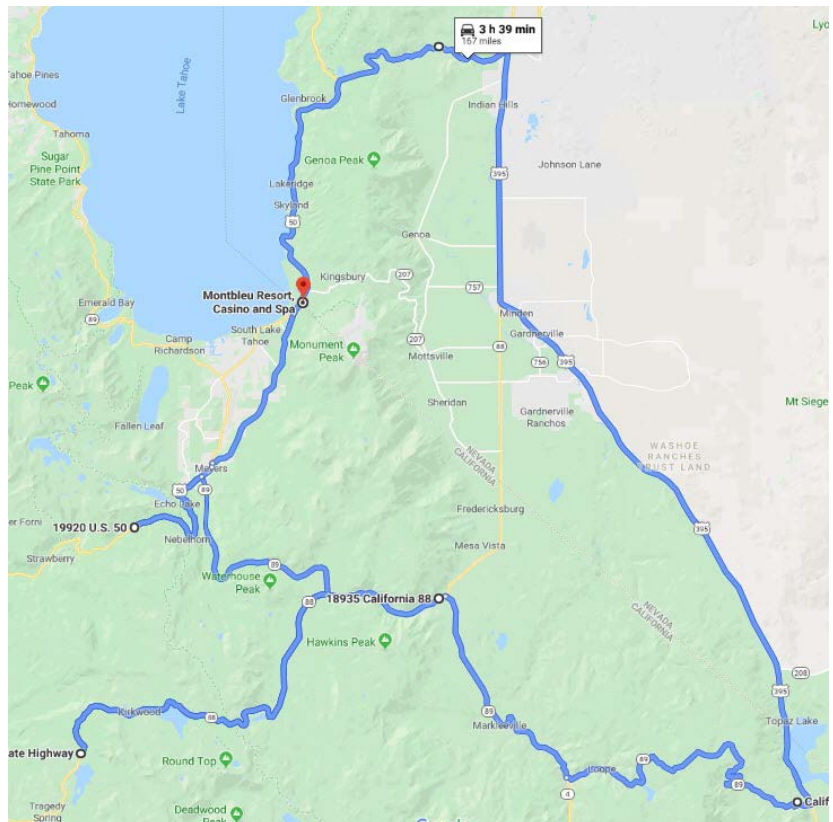 Lyo
3 h 39 min
167 miles
Tahoe Pines
Homewood
Lake Tahoe
Glenbrook
Indian Hills
Tahoma
Sugar
Pine Point
State Park
Genoa Peak
Johnson Lane
395
Lakeridge
Skyland
50
Genoa
Kingsbury
207
757
Montbleu Resort,
Casino and Spa
Emerald Bay
89
Minden
Camp
Richardson
South Lake
Tahoe
Monument
Peak
207
Mottsville
88
Gardnerville
756
395
Peak
Sheridan
Gardnerville
Ranchos
Mt Siege
Fallen Leaf
WASHOE
RANCHES
TRUST LAND
NEVADA
CALIFORNIA
Meyers
50
89
Echo Lake
19920 U.S. 50
Nebelhorn
Strawberry
Fredericksburg
395
Mesa Vista
89
Waterhouse
Peak
88
18935 California 88
NEVADA
CALIFORNIA
Hawkins Peak
208
395
Kirkwood
88
89
Markleeville
Topaz Lake
ate Highway
Round Top
89
4
89
Calif
Tragedy
Spring
Deadwood
Peak